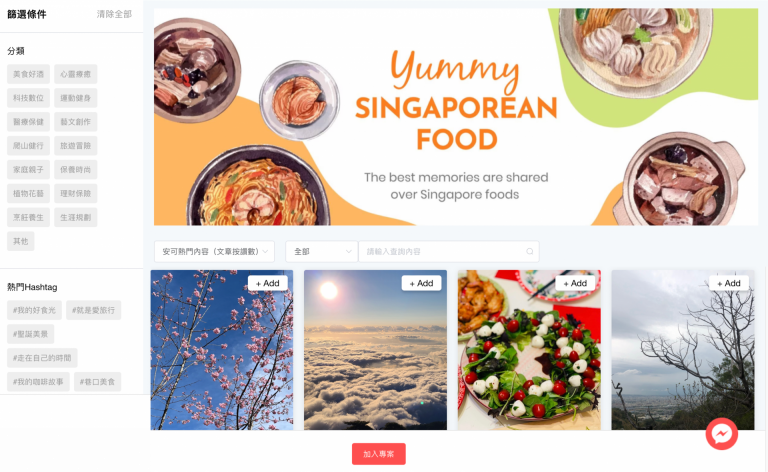 篩選條件
清除全部
分類
美食好酒
心靈療癒
科技數位
運動健身
醫療保健
藝文創作
爬山健行
旅遊冒險
家庭親子
保養時尚
植物花藝
理財保險
烹飪養生
生涯規劃
其他
熱門Hashtag
#我的好食光
#就是愛旅行
#聖誕美景
#走在自己的時間
#我的咖啡故事
#巷口美食
Yummy
SINGAPOREAN
FOOD
The best memories are shared
over Singapore foods
安可熱門內容（文章按讚數）
全部
請輸入查詢內容
+ Add
+ Add
+ Add
+ Add
加入專案